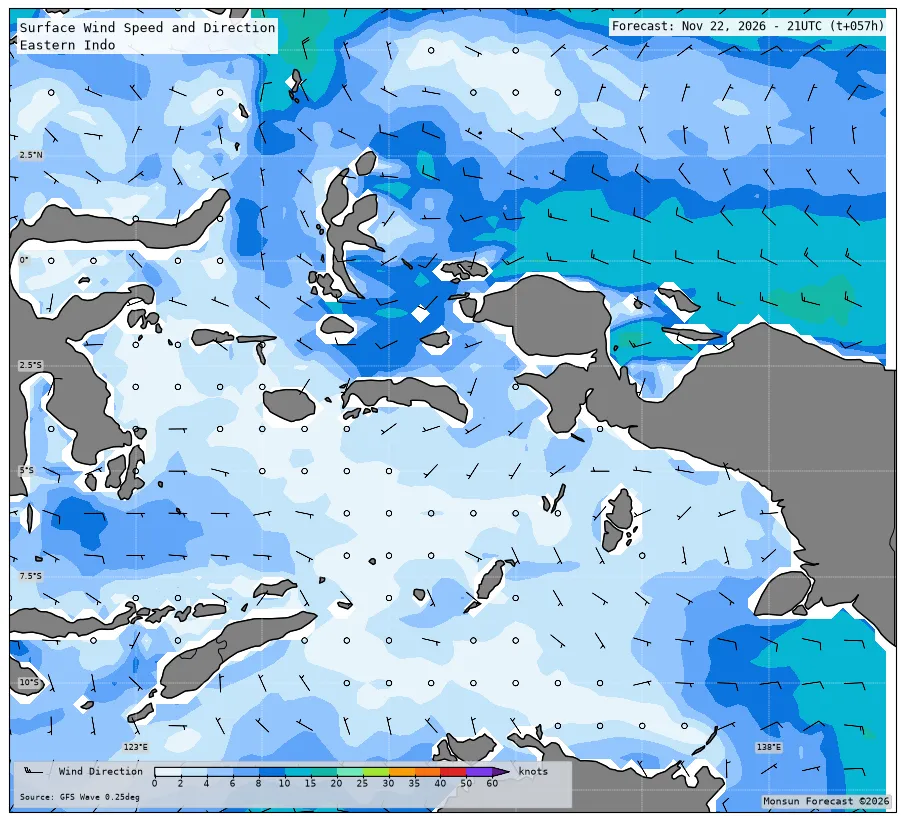 Surface Wind Speed and Direction
Eastern Indo
Forecast: Nov 22, 2026 - 21UTC (t+057h)
2.5°N
0°
2.5°S
5°S
7.5°S
10°S
123°E
138°E
Wind Direction
knots
0 2 4 6 8 10 15 20 25 30 35 40 50 60
Source: GFS Wave 0.25deg
Monsun Forecast ©2026